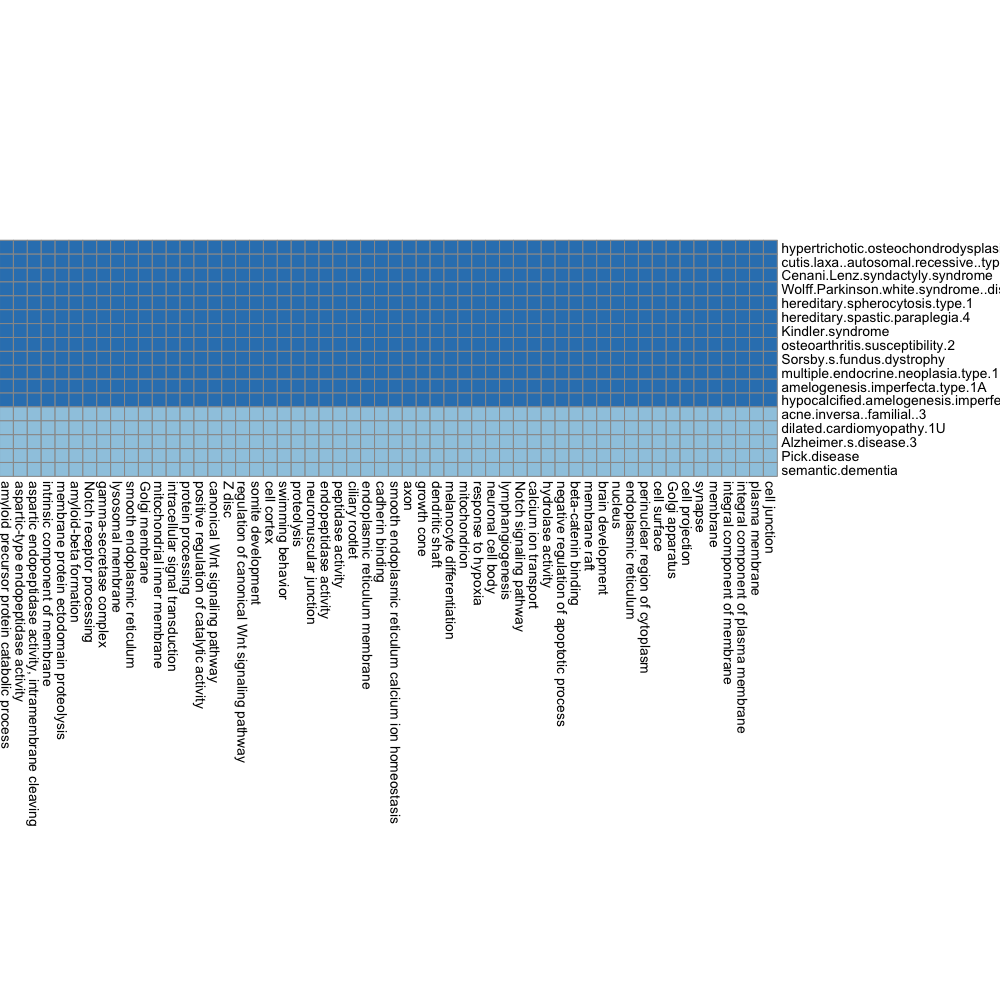 hypertrichotic.osteochondrodysplas
cutis.laxa..autosomal.recessive..typ
Cenani.Lenz.syndactyly.syndrome
Wolff.Parkinson.white.syndrome..dis
hereditary.spherocytosis.type.1
hereditary.spastic.paraplegia.4
Kindler.syndrome
osteoarthritis.susceptibility.2
Sorsby.s.fundus.dystrophy
multiple.endocrine.neoplasia.type.1
amelogenesis.imperfecta.type.1A
hypocalcified.amelogenesis.imperfe
acne.inversa..familial..3
dilated.cardiomyopathy.1U
Alzheimer.s.disease.3
Pick.disease
semantic.dementia
amyloid precursor protein catabolic process
aspartic-type endopeptidase activity
aspartic endopeptidase activity, intramembrane cleaving
intrinsic component of membrane
membrane protein ectodomain proteolysis
amyloid-beta formation
Notch receptor processing
gamma-secretase complex
lysosomal membrane
smooth endoplasmic reticulum
Golgi membrane
mitochondrial inner membrane
intracellular signal transduction
protein processing
positive regulation of catalytic activity
canonical Wnt signaling pathway
Z disc
regulation of canonical Wnt signaling pathway
somite development
cell cortex
swimming behavior
proteolysis
neuromuscular junction
endopeptidase activity
peptidase activity
ciliary rootlet
endoplasmic reticulum membrane
cadherin binding
smooth endoplasmic reticulum calcium ion homeostasis
axon
growth cone
dendritic shaft
melanocyte differentiation
mitochondrion
response to hypoxia
neuronal cell body
lymphangiogenesis
Notch signaling pathway
calcium ion transport
hydrolase activity
negative regulation of apoptotic process
beta-catenin binding
membrane raft
brain development
nucleus
endoplasmic reticulum
perinuclear region of cytoplasm
cell surface
Golgi apparatus
cell projection
synapse
membrane
integral component of membrane
integral component of plasma membrane
plasma membrane
cell junction